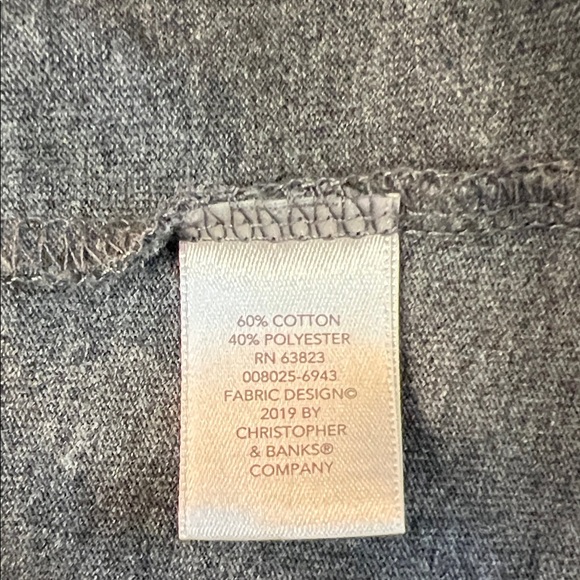 60% COTTON
40% POLYESTER
RN 63823
008025-6943
FABRIC DESIGN©
2019 BY
CHRISTOPHER
& BANKS®
COMPANY